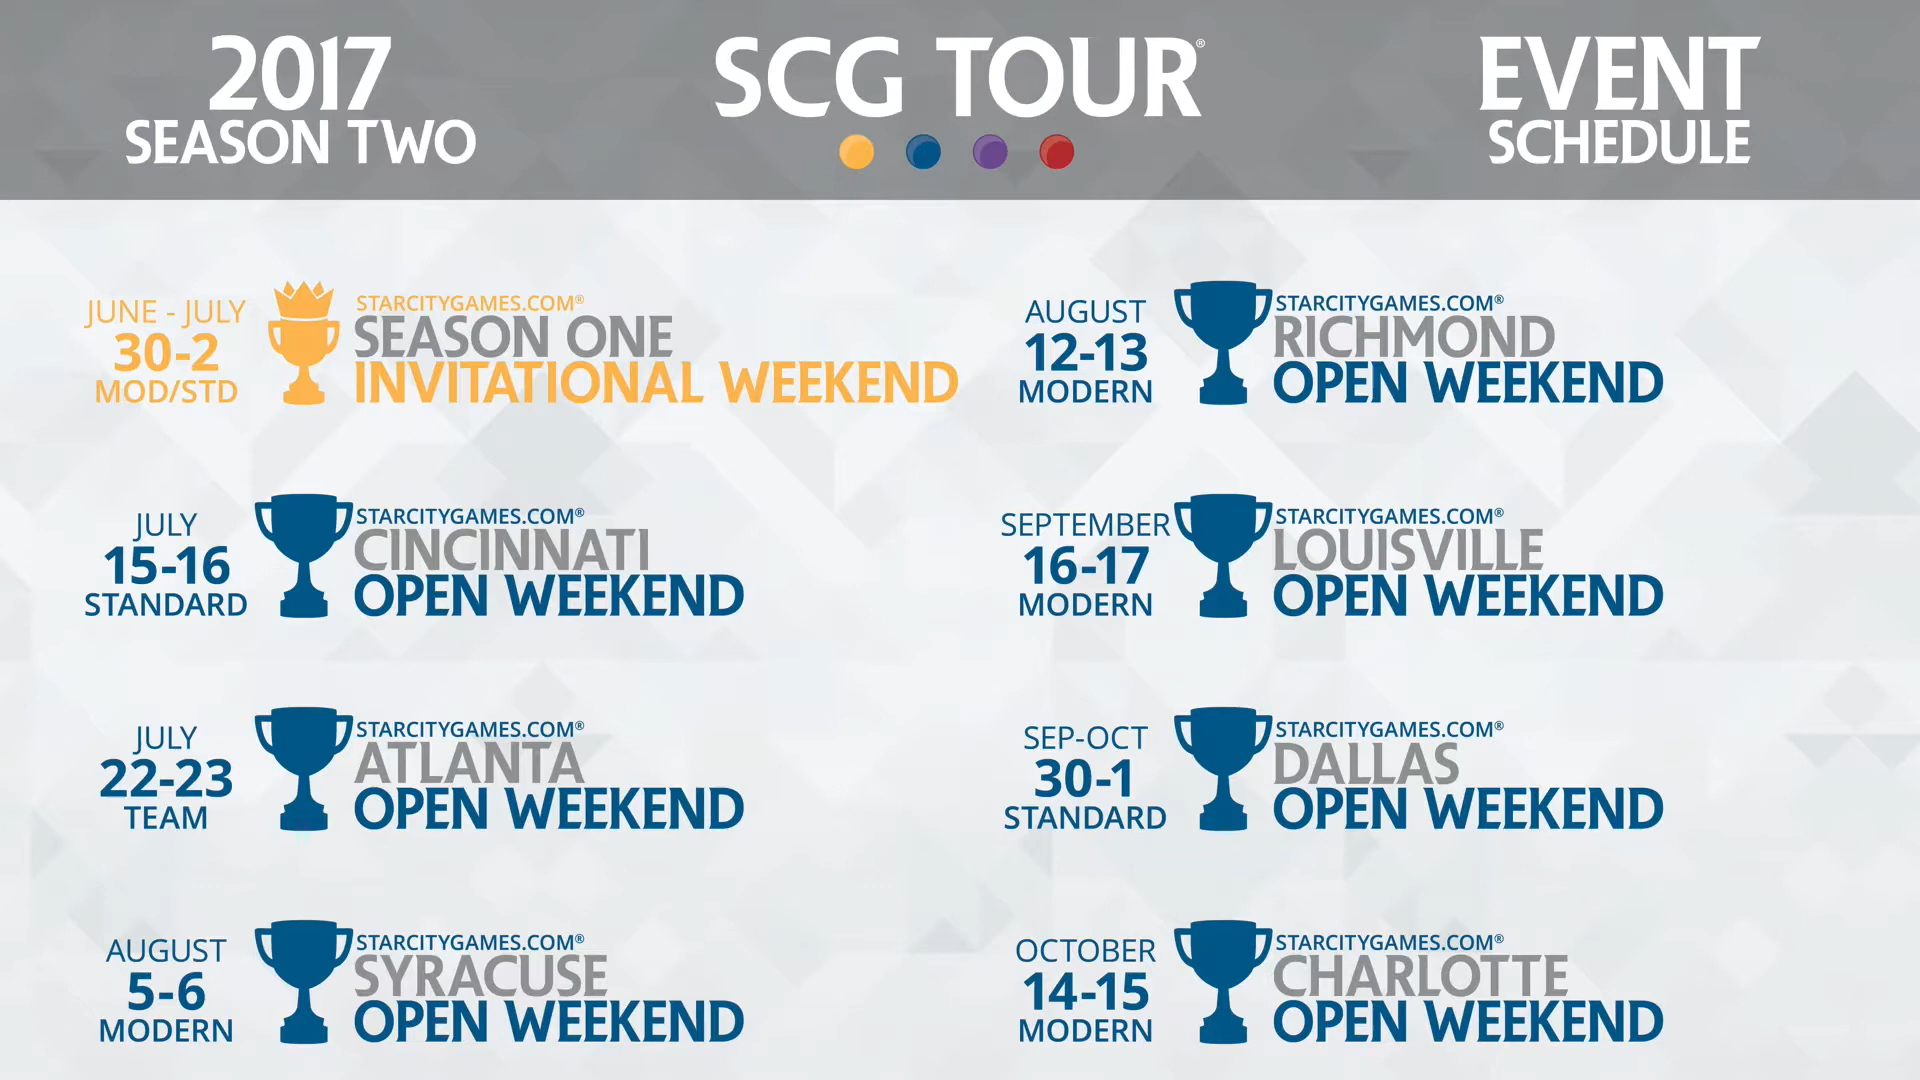 2017
SEASON TWO
SCG TOUR®
EVENT
SCHEDULE
JUNE - JULY
30-2
MOD/STD
STARCITYGAMES.COM®
SEASON ONE
INVITATIONAL WEEKEND
JULY
15-16
STANDARD
STARCITYGAMES.COM®
CINCINNATI
OPEN WEEKEND
JULY
22-23
TEAM
STARCITYGAMES.COM®
ATLANTA
OPEN WEEKEND
AUGUST
5-6
MODERN
STARCITYGAMES.COM®
SYRACUSE
OPEN WEEKEND
AUGUST
12-13
MODERN
STARCITYGAMES.COM®
RICHMOND
OPEN WEEKEND
SEPTEMBER
16-17
MODERN
STARCITYGAMES.COM®
LOUISVILLE
OPEN WEEKEND
SEP-OCT
30-1
STANDARD
STARCITYGAMES.COM®
DALLAS
OPEN WEEKEND
OCTOBER
14-15
MODERN
STARCITYGAMES.COM®
CHARLOTTE
OPEN WEEKEND